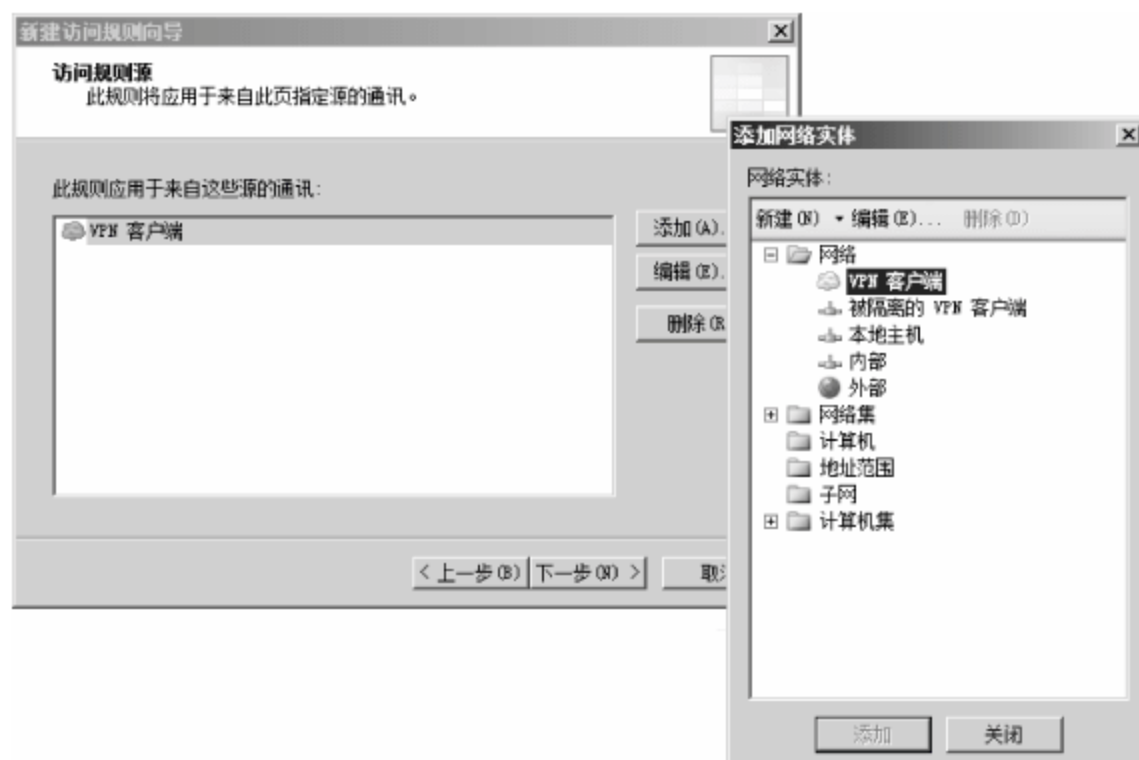 新建访问规则向导
访问规则源
此规则将应用于来自此页指定源的通讯。
此规则应用于来自这些源的通讯:
VPN 客户端
添加(A).
编辑(E).
删除(R
< 上一步(B)
下一步(N) >
取消
添加网络实体
网络实体:
新建(N) 编辑(E)... 删除(D)
网络
VPN 客户端
被隔离的 VPN 客户端
本地主机
内部
外部
网络集
计算机
地址范围
子网
计算机集
添加
关闭